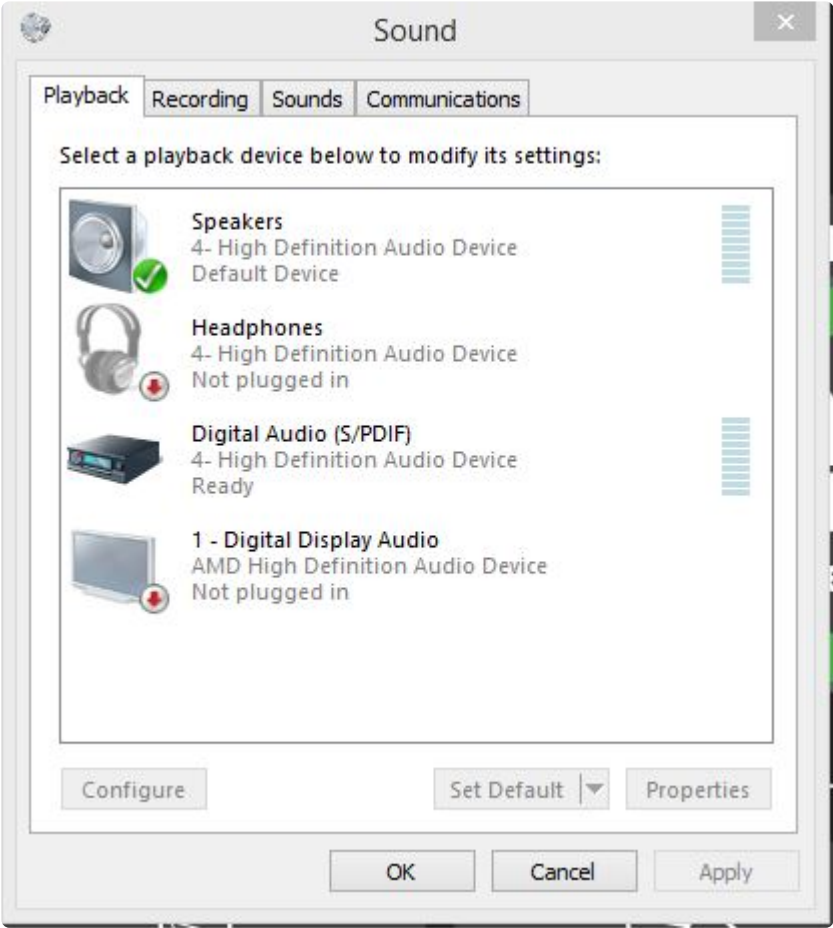 Sound
Playback
Recording
Sounds
Communications
Select a playback device below to modify its settings:
Speakers
4- High Definition Audio Device
Default Device
Headphones
4- High Definition Audio Device
Not plugged in
Digital Audio (S/PDIF)
4- High Definition Audio Device
Ready
1 - Digital Display Audio
AMD High Definition Audio Device
Not plugged in
Configure
Set Default
Properties
OK
Cancel
Apply